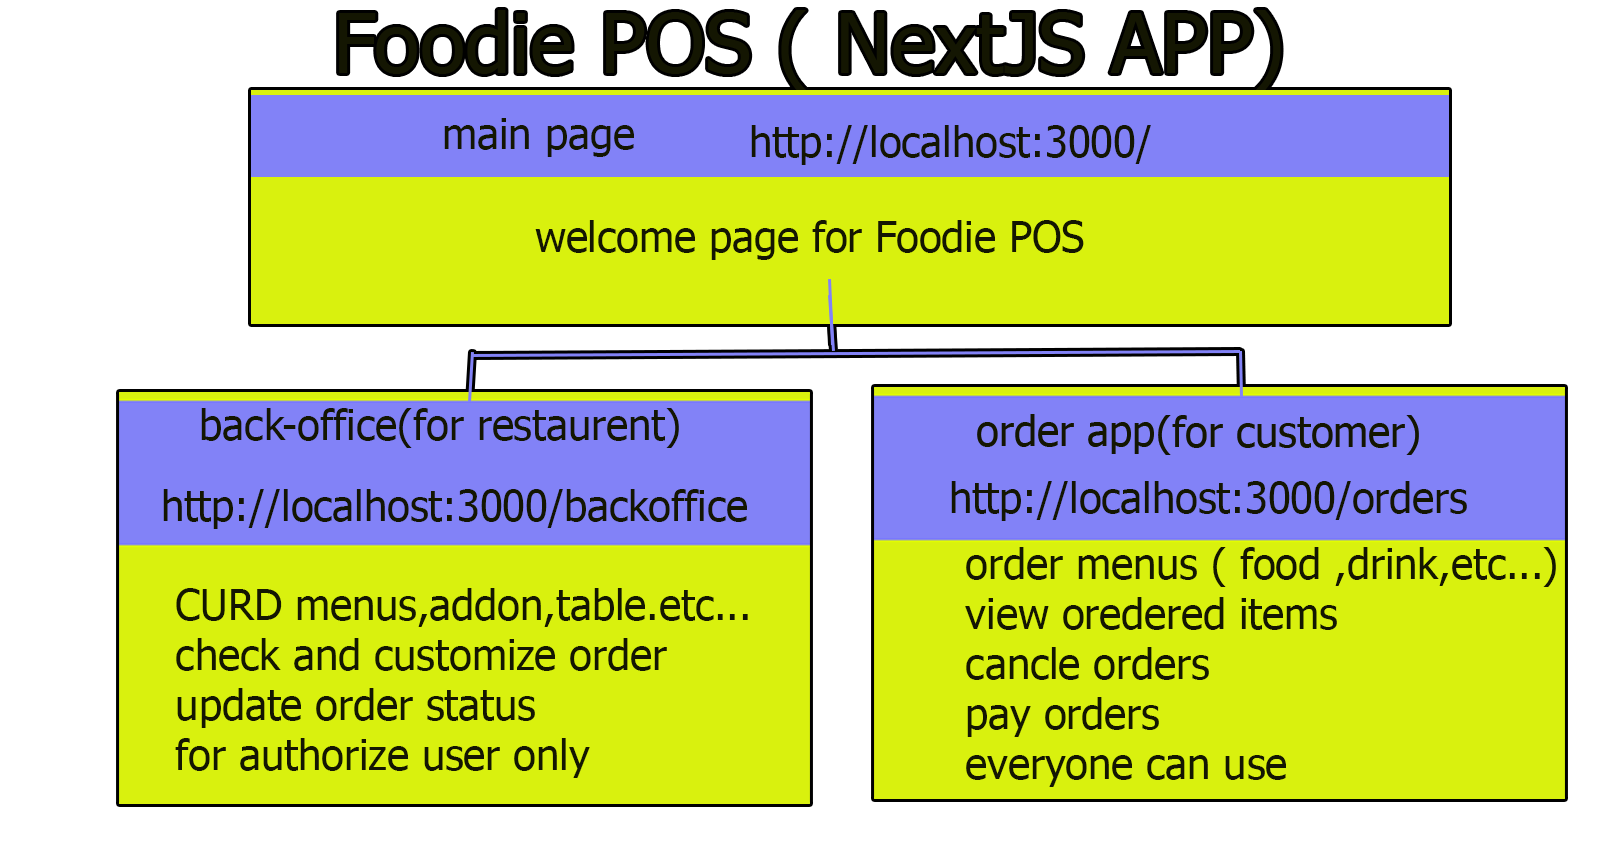 Foodie POS ( NextJS APP)
main page http://localhost:3000/
welcome page for Foodie POS
back-office(for restaurent)
http://localhost:3000/backoffice
CURD menus,addon,table.etc...
check and customize order
update order status
for authorize user only
order app(for customer)
http://localhost:3000/orders
order menus ( food ,drink,etc...)
view oredered items
cancle orders
pay orders
everyone can use